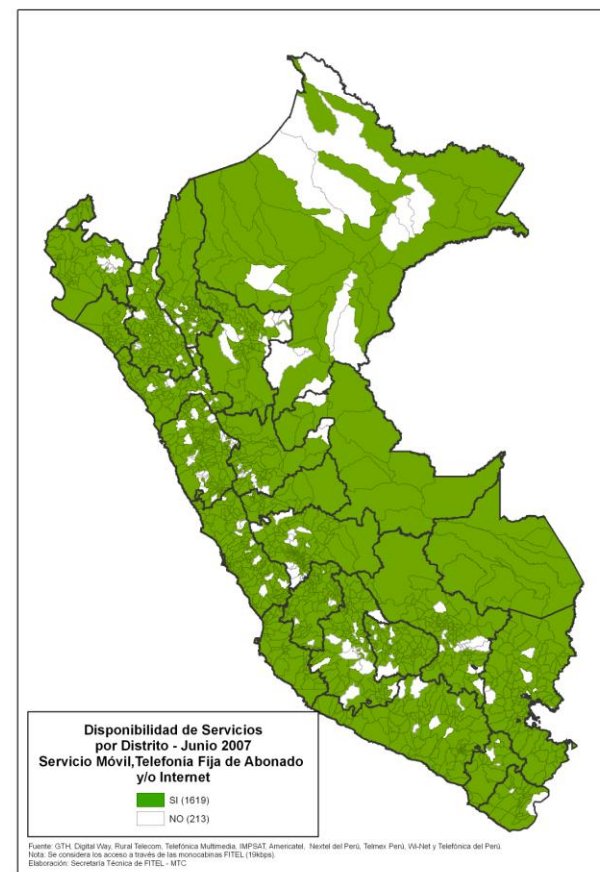 Disponibilidad de Servicios
por Distrito - Junio 2007
Servicio Móvil,Telefonia Fija de Abonado
y/o Internet
SI (1619)
NO (213)
Fuente: GTH, Digital Way, Rural Telecom, Telefónica Multimedia, IMPSAT, Americatel, Nextel del Perú, Telmex Perú, Wi-Net y Telefónica del Perú.
Nota: Se considera los acceso a través de las monocabinas FITEL (19kbps).
Elaboración: Secretaría Técnica de FITEL - MTC